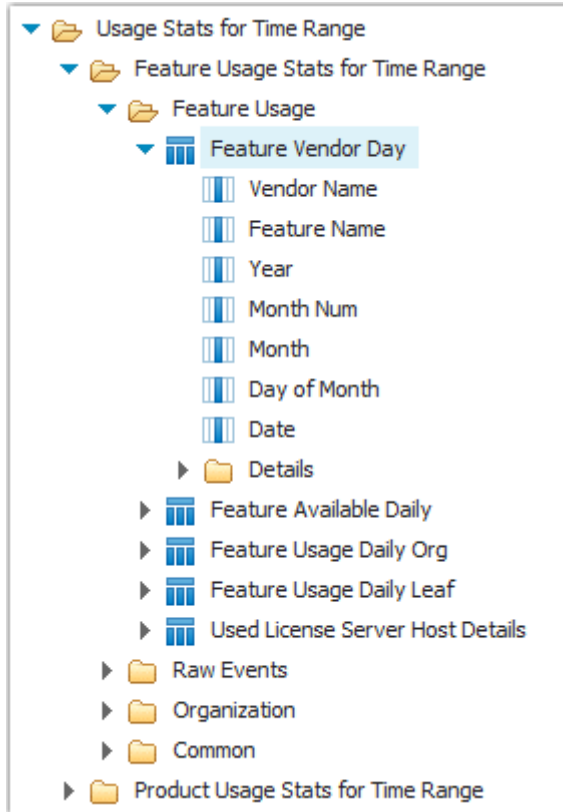 Usage Stats for Time Range
Feature Usage Stats for Time Range
Feature Usage
Feature Vendor Day
Vendor Name
Feature Name
Year
Month Num
Month
Day of Month
Date
Details
Feature Available Daily
Feature Usage Daily Org
Feature Usage Daily Leaf
Used License Server Host Details
Raw Events
Organization
Common
Product Usage Stats for Time Range